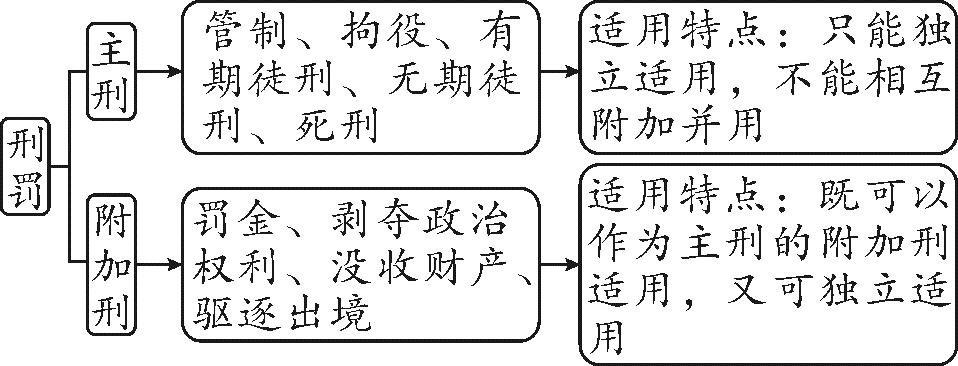 刑罚
主刑
管制、拘役、有
期徒刑、无期徒
刑、死刑
适用特点：只能独
立适用，不能相互
附加并用
附加刑
罚金、剥夺政治
权利、没收财产、
驱逐出境
适用特点：既可以
作为主刑的附加刑
适用，又可独立适
用